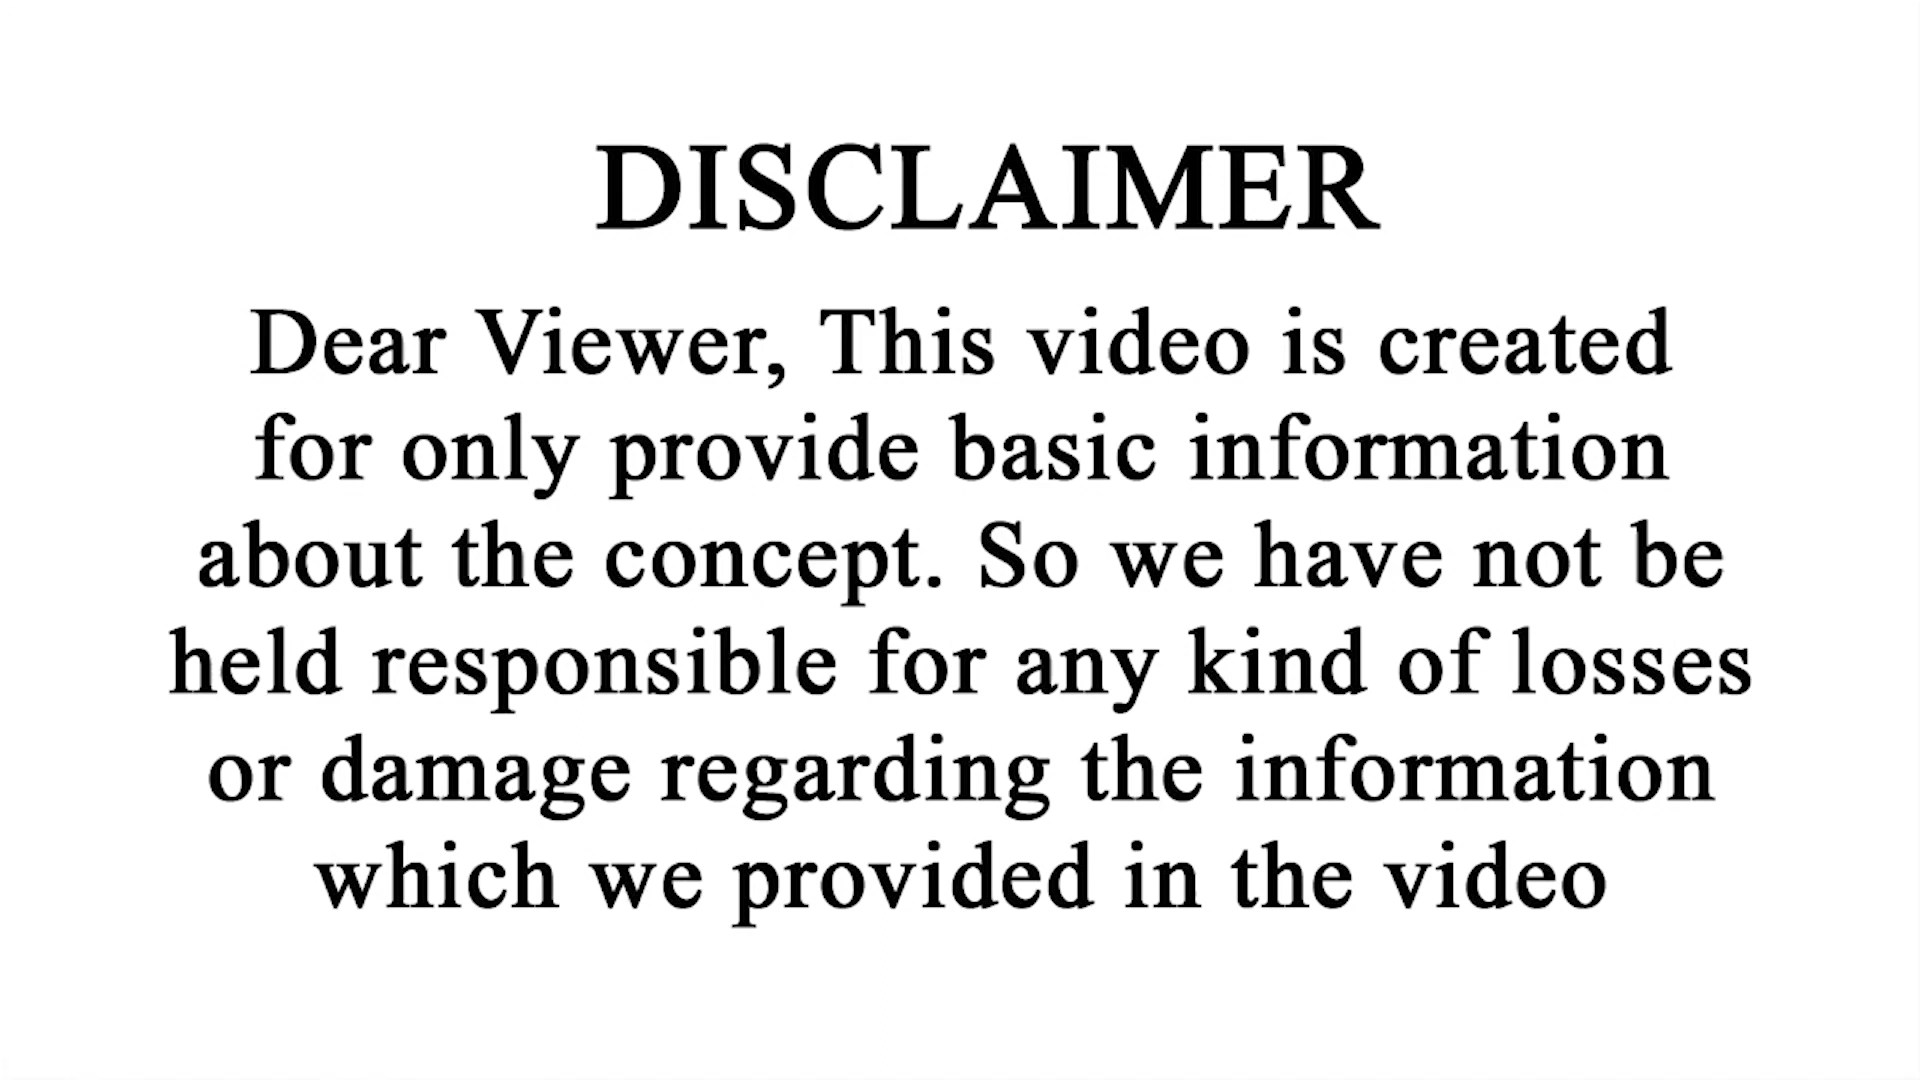 DISCLAIMER
Dear Viewer, This video is created
for only provide basic information
about the concept. So we have not be
held responsible for any kind of losses
or damage regarding the information
which we provided in the video